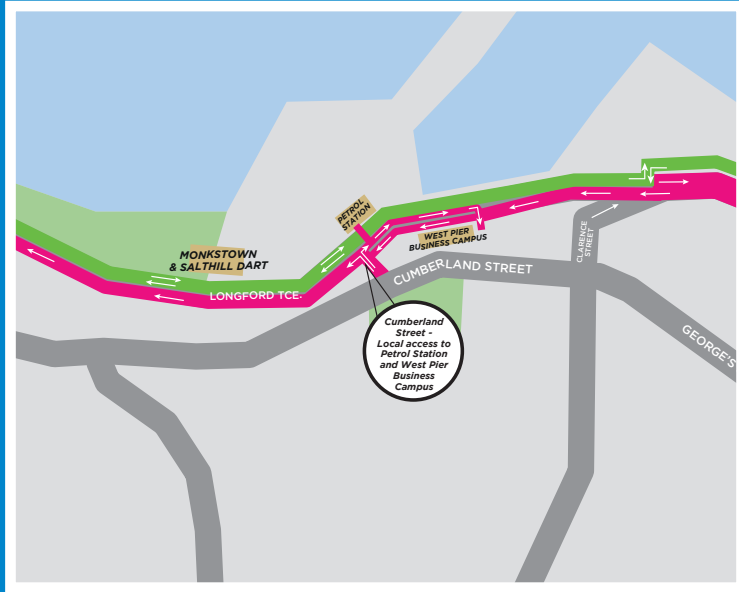 PETROL
STATION
WEST PIER
BUSINESS CAMPUS
MONKSTOWN
& SALTHILL DART
CLARENCE
STREET
CUMBERLAND STREET
LONGFORD TCE.
GEORGE'S
Cumberland
Street -
Local access to
Petrol Station
and West Pier
Business
Campus